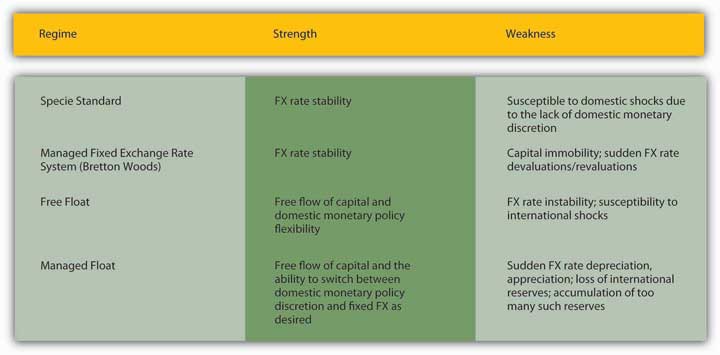 Regime Strength Weakness
Specie Standard FX rate stability Susceptible to domestic shocks due
to the lack of domestic monetary
discretion
Managed Fixed Exchange Rate FX rate stability Capital immobility; sudden FX rate
System (Bretton Woods) devaluations/revaluations
Free Float Free flow of capital and FX rate instability; susceptibility to
domestic monetary policy international shocks
flexibility
Managed Float Free flow of capital and the Sudden FX rate depreciation,
ability to switch between appreciation; loss of international
domestic monetary policy reserves; accumulation of too
discretion and fixed FX as many such reserves
desired